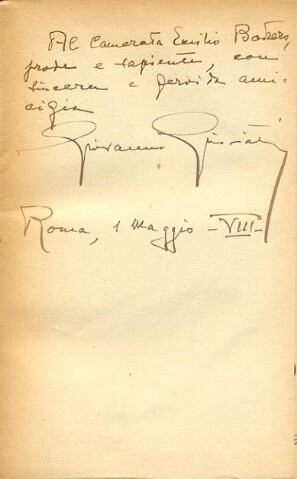 Al Camerata Emilio Bodrero,
prode e sapiente, con
sincera e fervida ami-
cizia
Giovanni Giuriati
Roma, 1 Maggio - VIII -